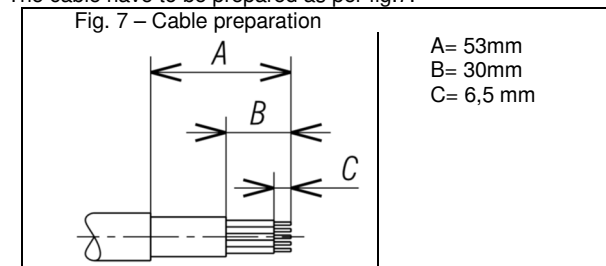 The cable have to be prepared as per fig.7.
Fig. 7 – Cable preparation
A
B
C
A= 53mm
B= 30mm
C= 6,5 mm